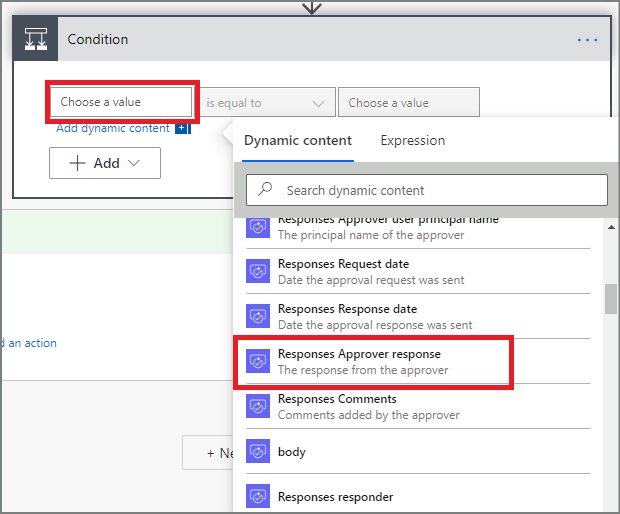 Condition
...
Choose a value
is equal to
Choose a value
Add dynamic content
Add
Dynamic content
Expression
Search dynamic content
Responses Approver user principal name
The principal name of the approver
Responses Request date
Date the approval request was sent
Responses Response date
Date the approval response was sent
Responses Approver response
The response from the approver
Responses Comments
Comments added by the approver
body
Responses responder
d an action
+ Ne